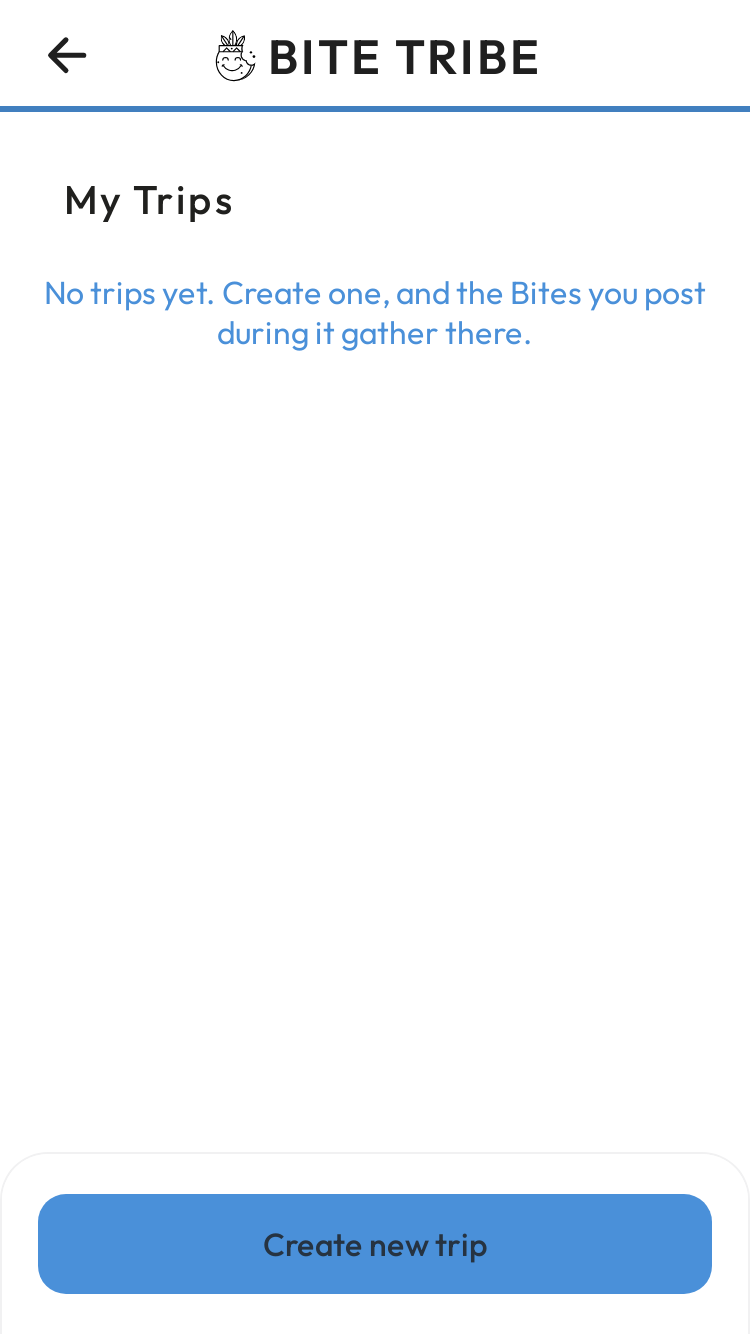 BITE TRIBE
My Trips
No trips yet. Create one, and the Bites you post
during it gather there.
Create new trip